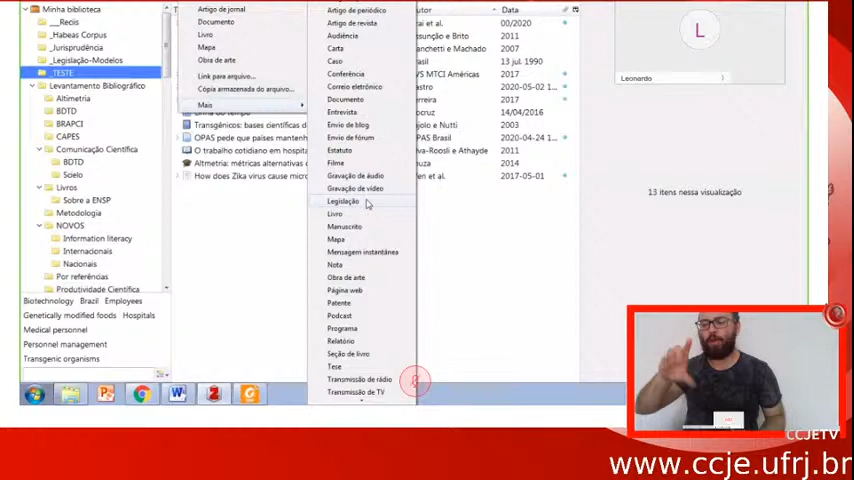 Minha biblioteca
__Recis
_Habeas Corpus
_Jurisprudência
_Legislação-Modelos
_TESTE
Levantamento Bibliográfico
Altimetria
BDTD
BRAPCI
CAPES
Comunicação Científica
BDTD
Scielo
Livros
Sobre a ENSP
Metodologia
NOVOS
Information literacy
Internacionais
Nacionais
Por referências
Produtividade Científica
Biotechnology Brazil Employees
Genetically modified foods Hospitals
Medical personnel
Personnel management
Transgenic organisms
Artigo de jornal
Documento
Livro
Mapa
Obra de arte
Link para arquivo...
Cópia armazenada do arquivo...
Mais
Transgênicos: bases científicas d
OPAS pede que países mantenh
O trabalho cotidiano em hospita
Altmetria: métricas alternativas
How does Zika virus cause micro
Artigo de periódico
Artigo de revista
Audiência
Carta
Caso
Conferência
Correio eletrônico
Documento
Entrevista
Envio de blog
Envio de fórum
Estatuto
Filme
Gravação de áudio
Gravação de vídeo
Legislação
Livro
Manuscrito
Mapa
Mensagem instantânea
Nota
Obra de arte
Página web
Patente
Podcast
Programa
Relatório
Seção de livro
Tese
Transmissão de rádio
Transmissão de TV
utor Data
rai et al. 00/2020
ssunção e Brito 2011
anchetti e Machado 2007
13 jul. 1990
VS MTCI Américas 2020-05-02 1...
erreira 2017
ocruz 14/04/2016
jolo e Nutti 2003
PAS Brasil 2020-04-24 1...
lva-Roosli e Athayde 2011
2014
en et al. 2017-05-01
L
Leonardo
13 itens nessa visualização
CCJETV
www.ccje.ufrj.br